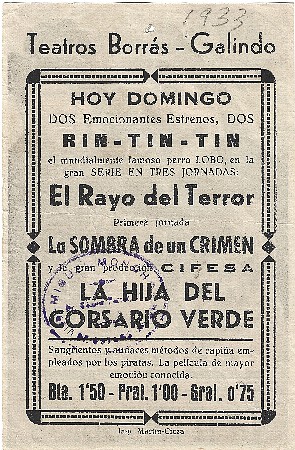 1933
Teatros Borrás - Galindo
HOY DOMINGO
DOS Emocionantes Estrenos, DOS
RIN-TIN-TIN
el mundialmente famoso perro LOBO, en la
gran SERIE EN TRES JORNADAS:
El Rayo del Terror
Primera jornada
La SOMBRA de un CRIMEN
y la gran producción CIFESA
LA HIJA DEL
CORSARIO VERDE
Sangrientos y audaces métodos de rapiña em-
pleados por los piratas. La película de mayor
emoción conocida.
Bta. 1'50 - Pral. 1'00 - Gral. 0'75
Imp. Martín-Cieza